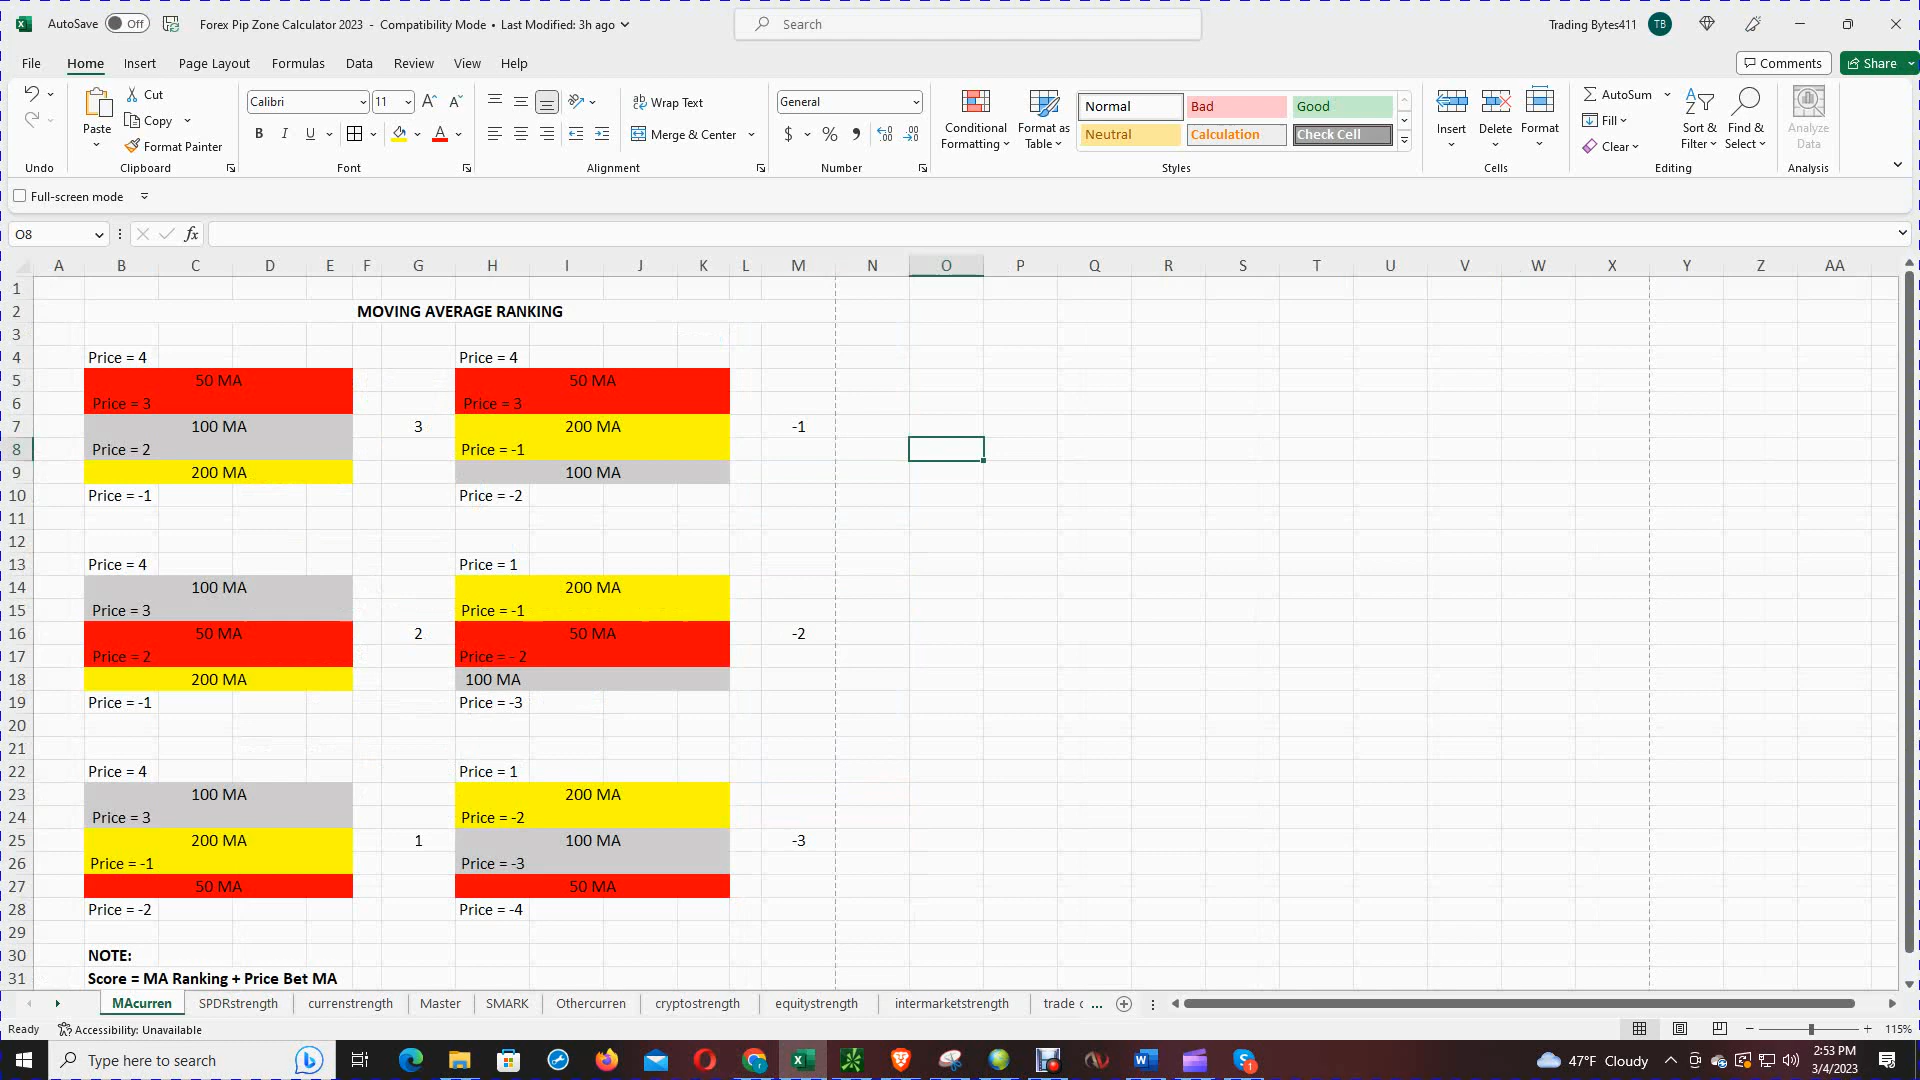 AutoSave Off Forex Pip Zone Calculator 2023 - Compatibility Mode • Last Modified: 3h ago Search Trading Bytes411 TB
File Home Insert Page Layout Formulas Data Review View Help Comments Share
Cut Calibri 11 Wrap Text General Normal Bad Good AutoSum
Paste Copy Conditional Formatting Format as Table Neutral Calculation Check Cell Insert Delete Format Fill Sort & Filter Find & Select Analyze Data
Format Painter B I U Merge & Center $ % Clear
Undo Clipboard Font Alignment Number Styles Cells Editing Analysis
Full-screen mode
O8 fx
A B C D E F G H I J K L M N O P Q R S T U V W X Y Z AA
1
2 MOVING AVERAGE RANKING
3
4 Price = 4 Price = 4
5 50 MA 50 MA
6 Price = 3 Price = 3
7 100 MA 3 200 MA -1
8 Price = 2 Price = -1
9 200 MA 100 MA
10 Price = -1 Price = -2
11
12
13 Price = 4 Price = 1
14 100 MA 200 MA
15 Price = 3 Price = -1
16 50 MA 2 50 MA -2
17 Price = 2 Price = - 2
18 200 MA 100 MA
19 Price = -1 Price = -3
20
21
22 Price = 4 Price = 1
23 100 MA 200 MA
24 Price = 3 Price = -2
25 200 MA 1 100 MA -3
26 Price = -1 Price = -3
27 50 MA 50 MA
28 Price = -2 Price = -4
29
30 NOTE:
31 Score = MA Ranking + Price Bet MA
MAcurren SPDRstrength currenstrength Master SMARK Othercurren cryptostrength equitystrength intermarketstrength trade c ...
Ready Accessibility: Unavailable 115%
Type here to search 47°F Cloudy 2:53 PM
3/4/2023